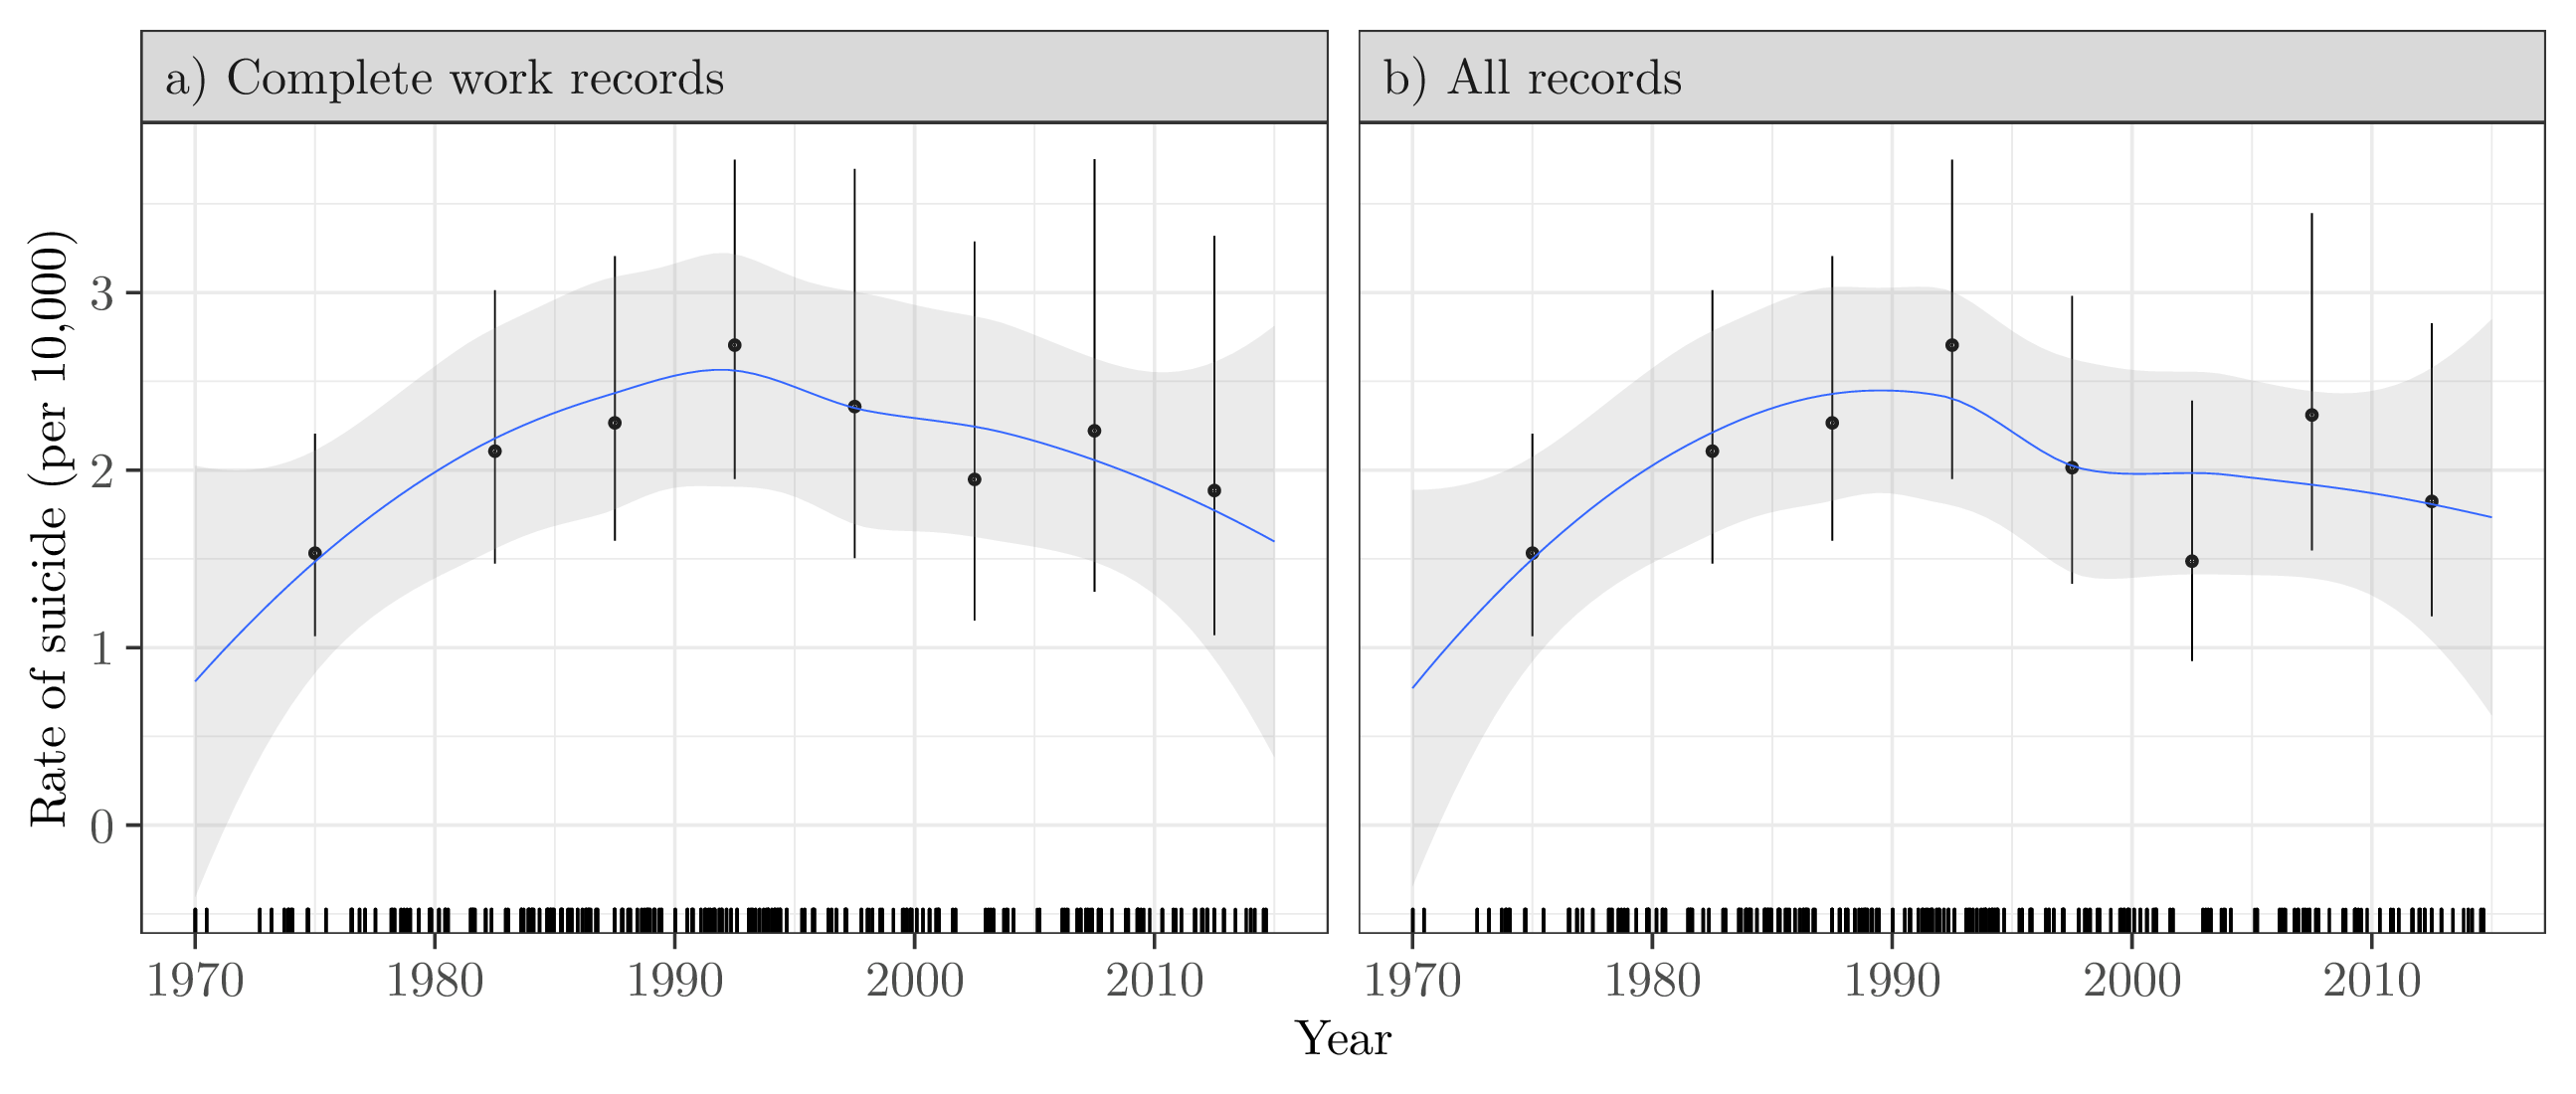 a) Complete work records
b) All records
Rate of suicide (per 10,000)
3
2
1
0
1970 1980 1990 2000 2010 1970 1980 1990 2000 2010
Year